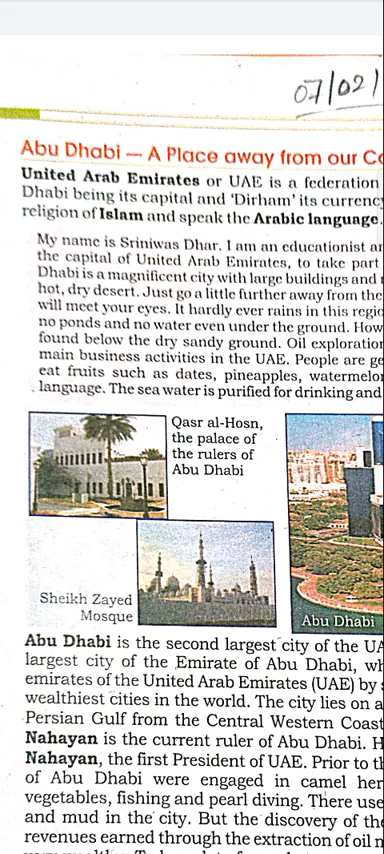 07/02/
Abu Dhabi — A Place away from our Co
United Arab Emirates or UAE is a federation
Dhabi being its capital and 'Dirham' its currency
religion of Islam and speak the Arabic language.
My name is Sriniwas Dhar. I am an educationist an
the capital of United Arab Emirates, to take part
Dhabi is a magnificent city with large buildings and
hot, dry desert. Just go a little further away from the
will meet your eyes. It hardly ever rains in this regio
no ponds and no water even under the ground. How
found below the dry sandy ground. Oil exploration
main business activities in the UAE. People are ge
eat fruits such as dates, pineapples, watermelo
language. The sea water is purified for drinking and
Qasr al-Hosn,
the palace of
the rulers of
Abu Dhabi
Sheikh Zayed
Mosque
Abu Dhabi
Abu Dhabi is the second largest city of the UA
largest city of the Emirate of Abu Dhabi, wh
emirates of the United Arab Emirates (UAE) by
wealthiest cities in the world. The city lies on a
Persian Gulf from the Central Western Coast
Nahayan is the current ruler of Abu Dhabi. H
Nahayan, the first President of UAE. Prior to th
of Abu Dhabi were engaged in camel her
vegetables, fishing and pearl diving. There use
and mud in the city. But the discovery of the
revenues earned through the extraction of oil